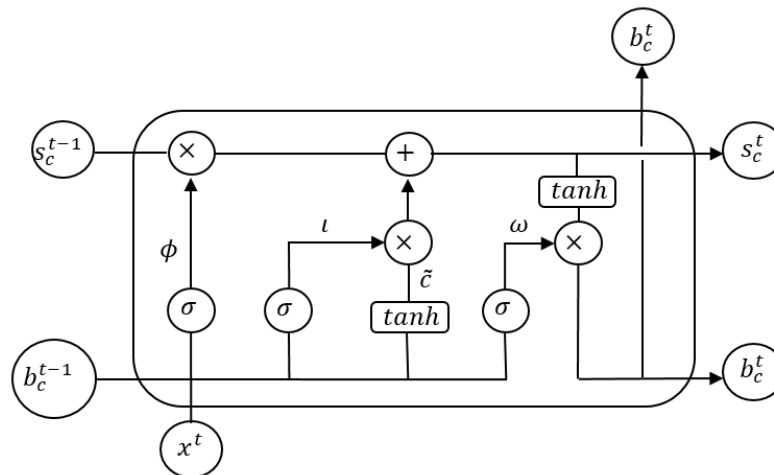 b_c^t
s_c^{t-1} × + s_c^t
tanh
ϕ ι × ω ×
c̃
σ σ tanh σ
b_c^{t-1} b_c^t
x^t